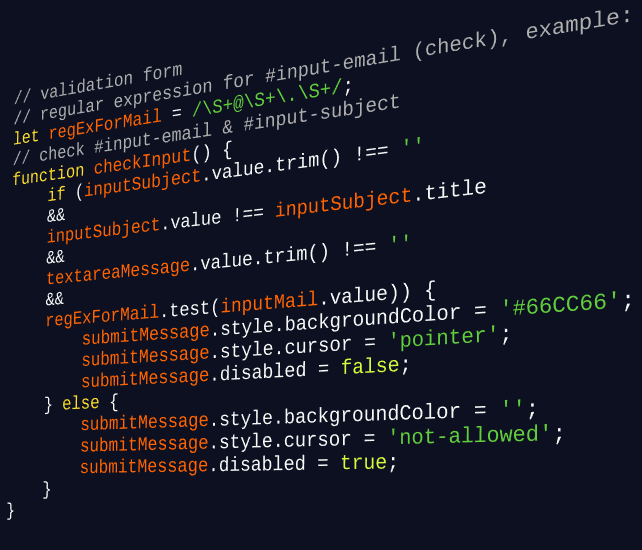 // validation form
// regular expression for #input-email (check), example:
let regExForMail = /\S+@\S+\.\S+/;
// check #input-email & #input-subject
function checkInput() {
if (inputSubject.value.trim() !== ''
&&
inputSubject.value !== inputSubject.title
&&
textareaMessage.value.trim() !== ''
&&
regExForMail.test(inputMail.value)) {
submitMessage.style.backgroundColor = '#66CC66';
submitMessage.style.cursor = 'pointer';
submitMessage.disabled = false;
} else {
submitMessage.style.backgroundColor = '';
submitMessage.style.cursor = 'not-allowed';
submitMessage.disabled = true;
}
}